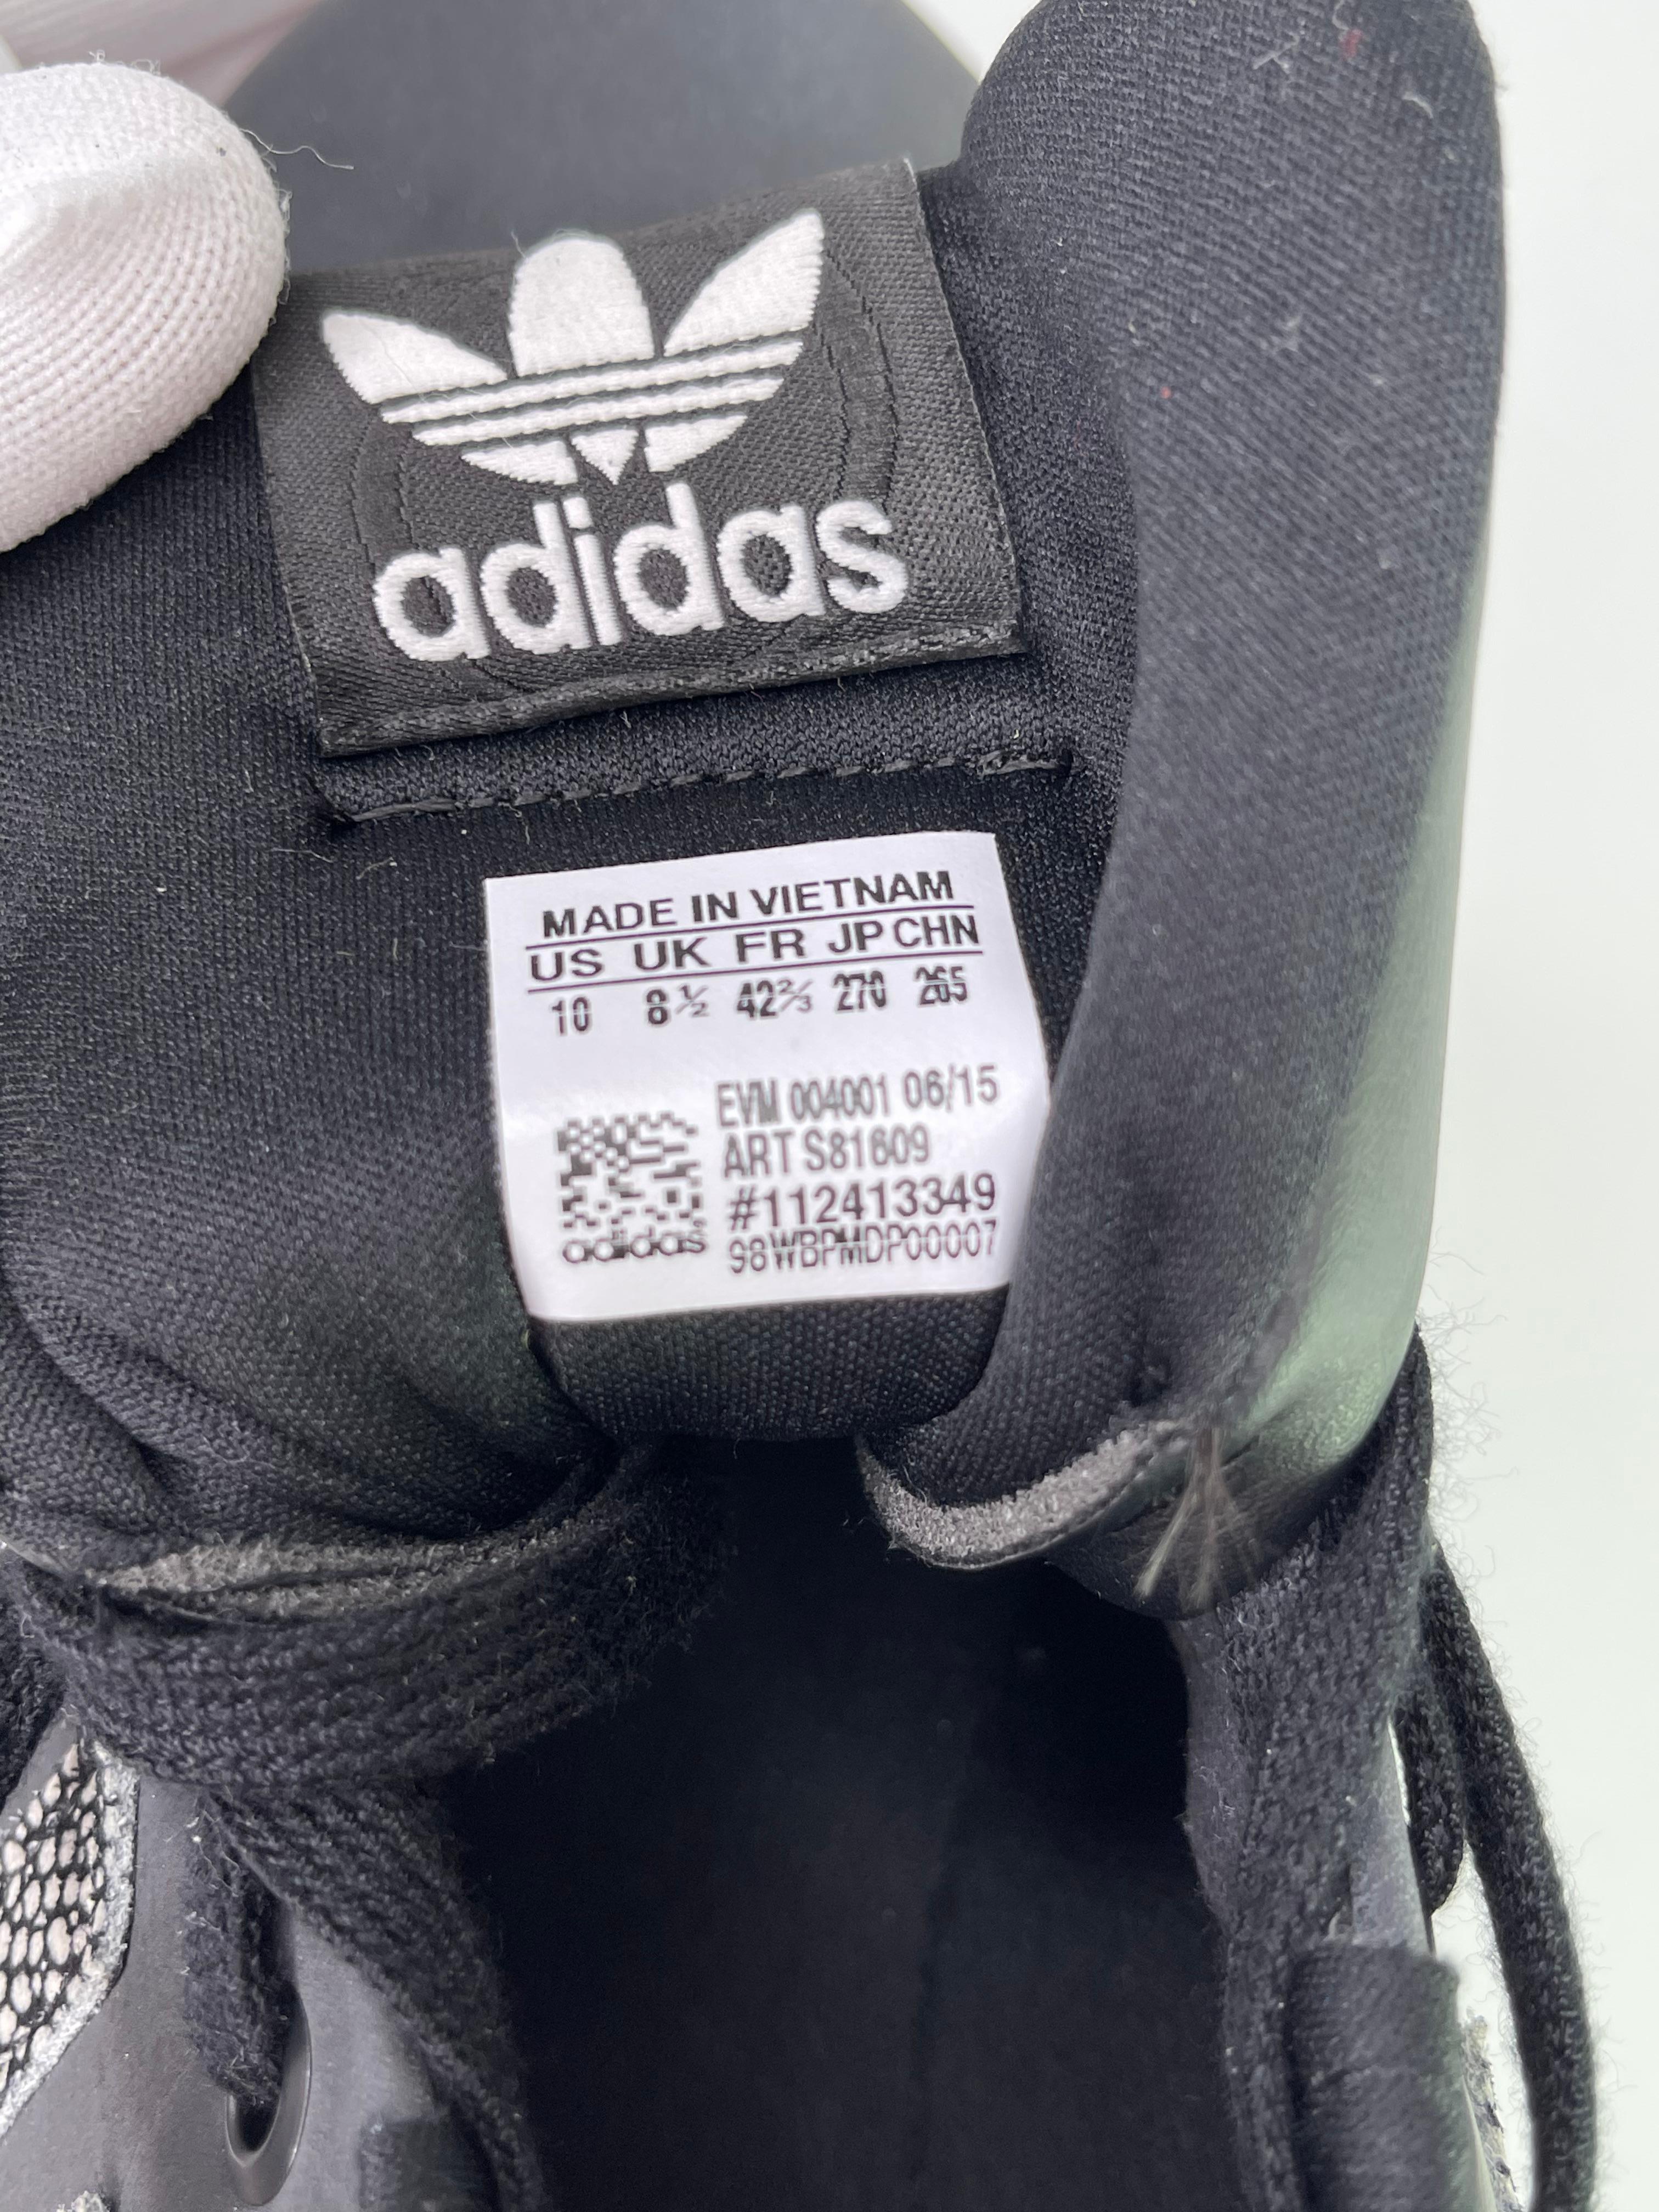 adidas
MADE IN VIETNAM
US UK FR JP CHN
10 8½ 42⅔ 270 265
EVM 004001 06/15
ART S81609
#112413349
adidas 98WBPMDP00007